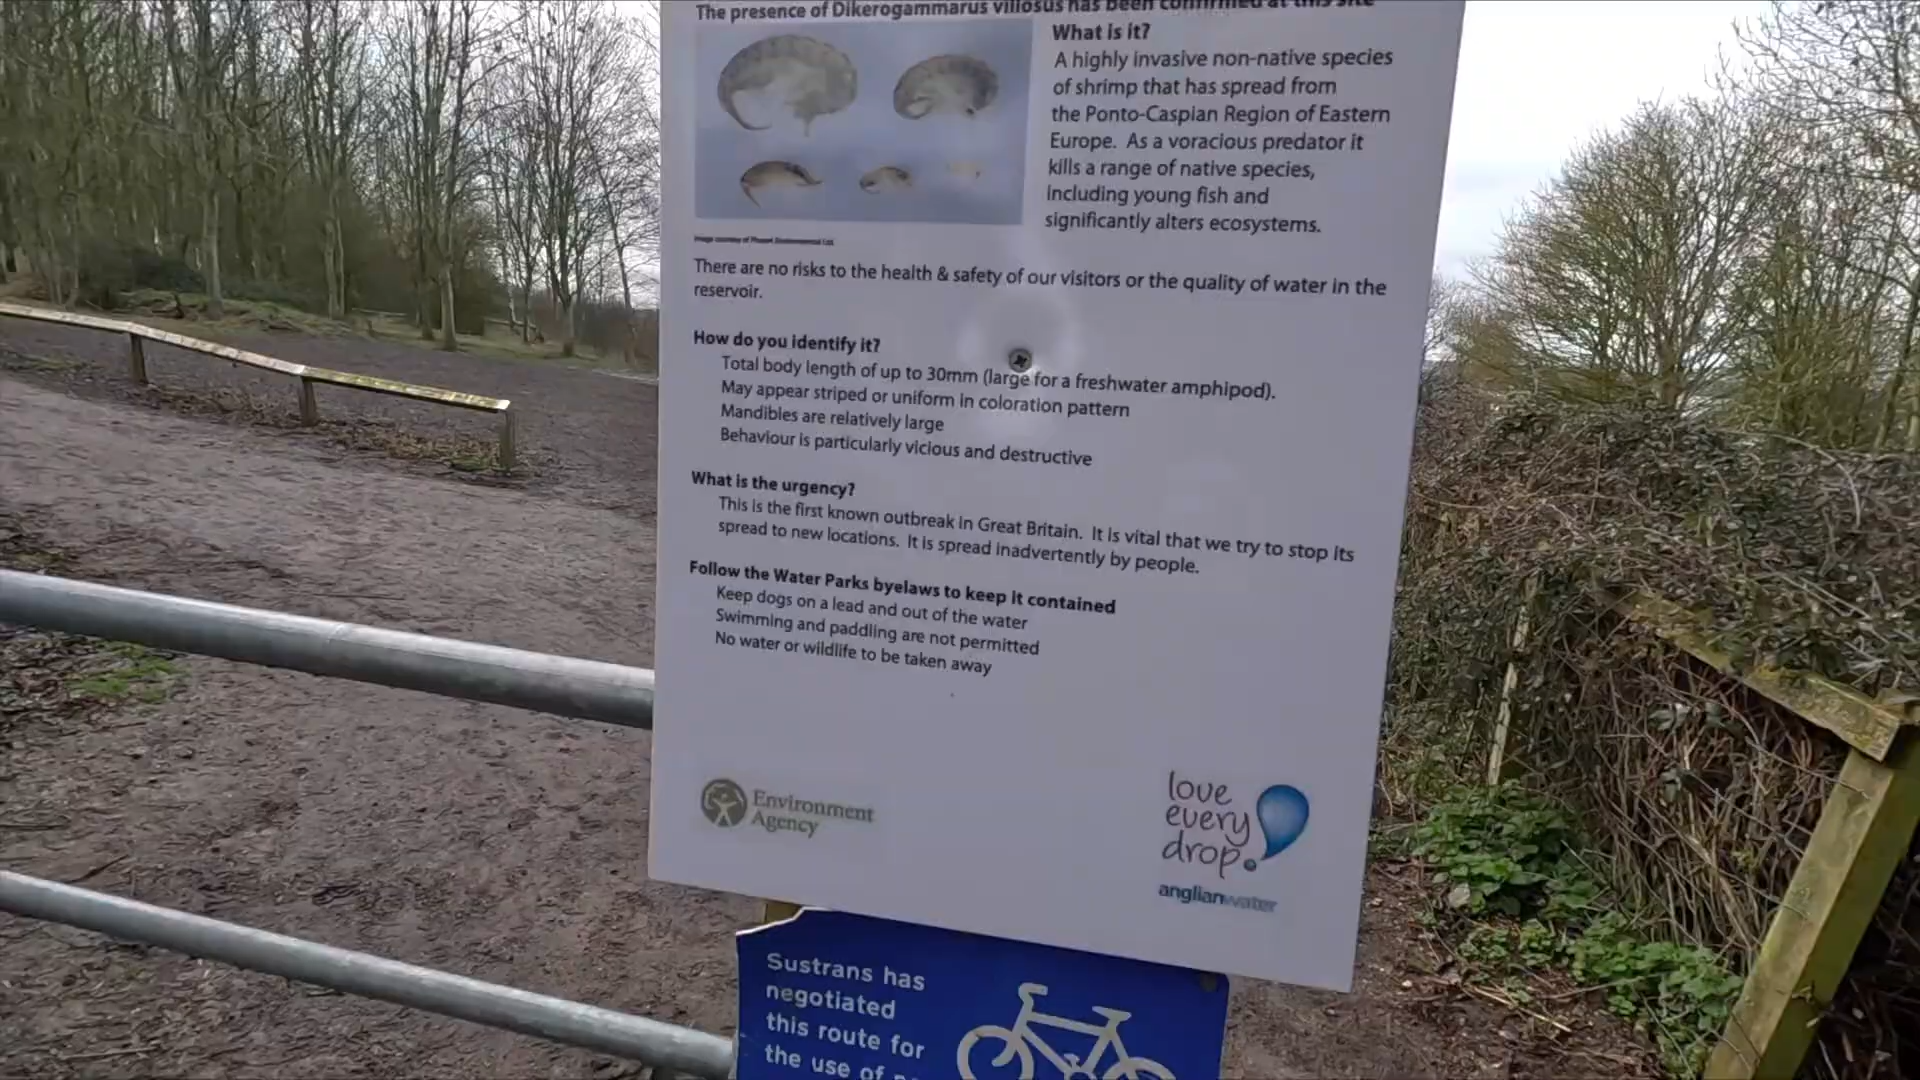 The presence of Dikerogammarus villosus has been confirmed at this site
What is it?
A highly invasive non-native species
of shrimp that has spread from
the Ponto-Caspian Region of Eastern
Europe. As a voracious predator it
kills a range of native species,
including young fish and
significantly alters ecosystems.
Image courtesy of
Environmental Ltd.
There are no risks to the health & safety of our visitors or the quality of water in the
reservoir.
How do you identify it?
Total body length of up to 30mm (large for a freshwater amphipod).
May appear striped or uniform in coloration pattern
Mandibles are relatively large
Behaviour is particularly vicious and destructive
What is the urgency?
This is the first known outbreak in Great Britain. It is vital that we try to stop its
spread to new locations. It is spread inadvertently by people.
Follow the Water Parks byelaws to keep it contained
Keep dogs on a lead and out of the water
Swimming and paddling are not permitted
No water or wildlife to be taken away
Environment
Agency
love
every
drop.
anglianwater
Sustrans has
negotiated
this route for
the use of